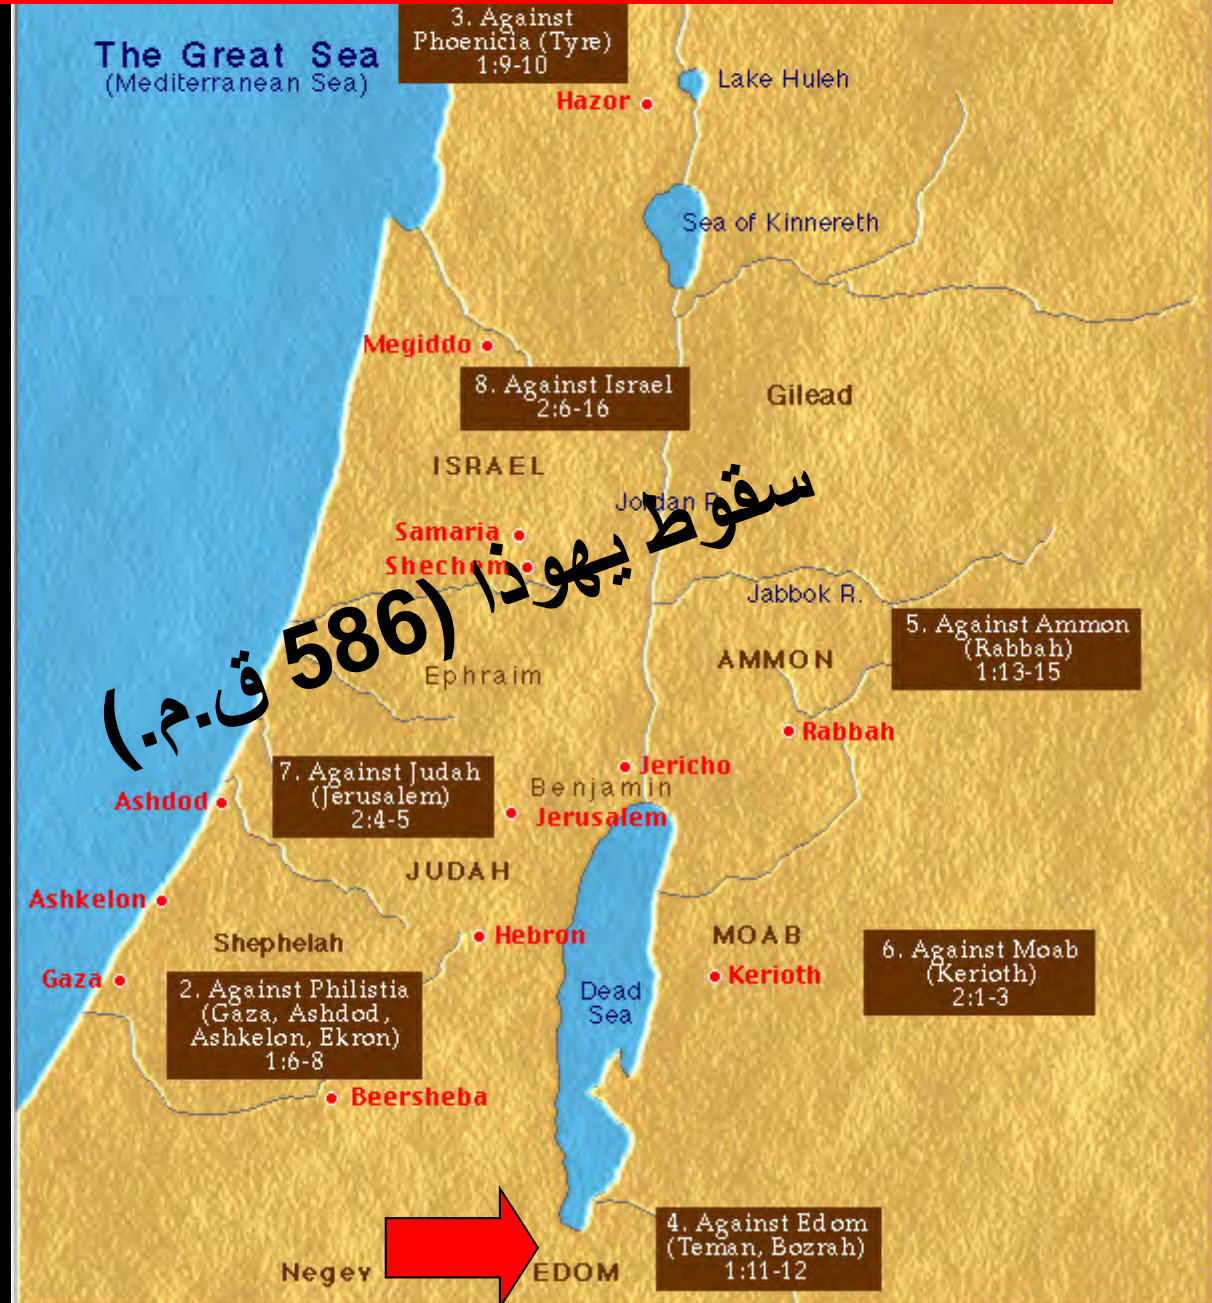 3. Against
Phoenicia (Tyre)
1:9-10
The Great Sea
(Mediterranean Sea)
Lake Huleh
Hazor
Sea of Kinnereth
Megiddo
8. Against Israel
2:6-16
Gilead
ISRAEL
سقوط يهوذا (586 ق.م.)
Jordan R.
Samaria
Shechem
Jabbok R.
5. Against Ammon
(Rabbah)
1:13-15
AMMON
Ephraim
Rabbah
7. Against Judah
(Jerusalem)
2:4-5
Jericho
Benjamin
Ashdod
Jerusalem
JUDAH
Ashkelon
Shephelah
Hebron
MOAB
6. Against Moab
(Kerioth)
2:1-3
Gaza
Kerioth
2. Against Philistia
(Gaza, Ashdod,
Ashkelon, Ekron)
1:6-8
Dead
Sea
Beersheba
4. Against Edom
(Teman, Bozrah)
1:11-12
Negev
EDOM